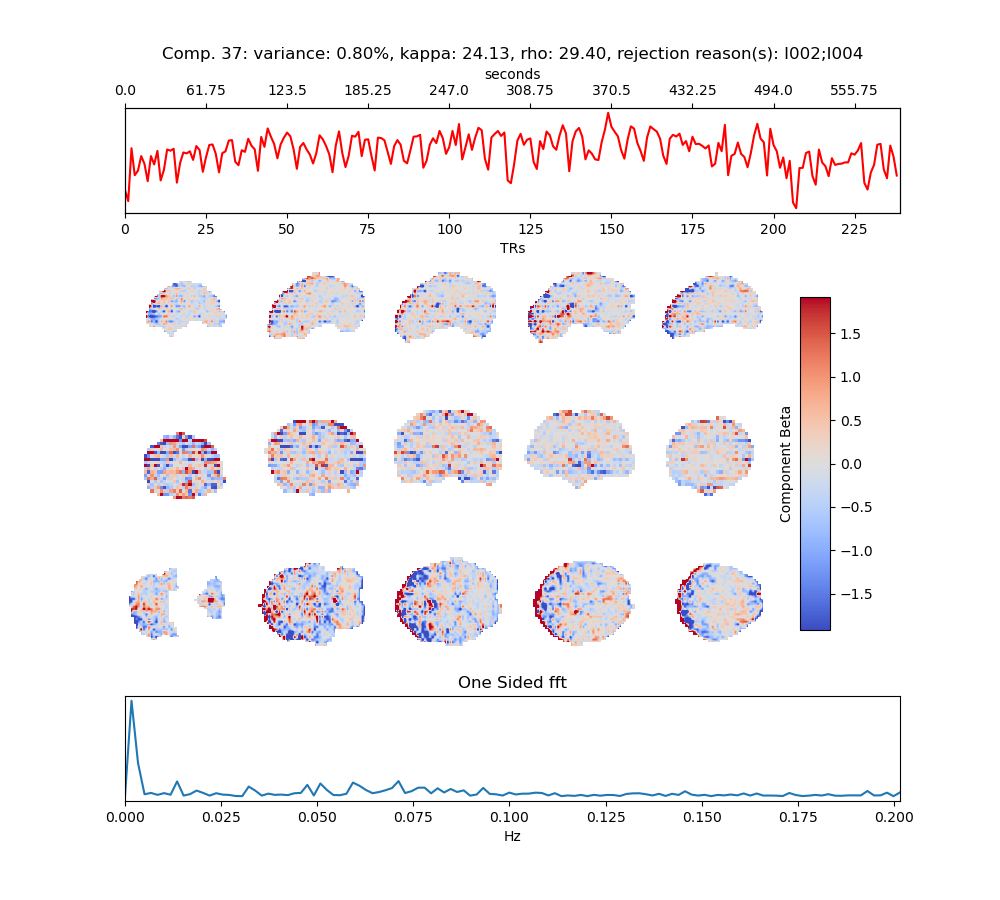 Comp. 37: variance: 0.80%, kappa: 24.13, rho: 29.40, rejection reason(s): I002;I004
seconds
0.0 61.75 123.5 185.25 247.0 308.75 370.5 432.25 494.0 555.75
0 25 50 75 100 125 150 175 200 225
TRs
1.5
1.0
0.5
0.0
−0.5
−1.0
−1.5
Component Beta
One Sided fft
0.000 0.025 0.050 0.075 0.100 0.125 0.150 0.175 0.200
Hz